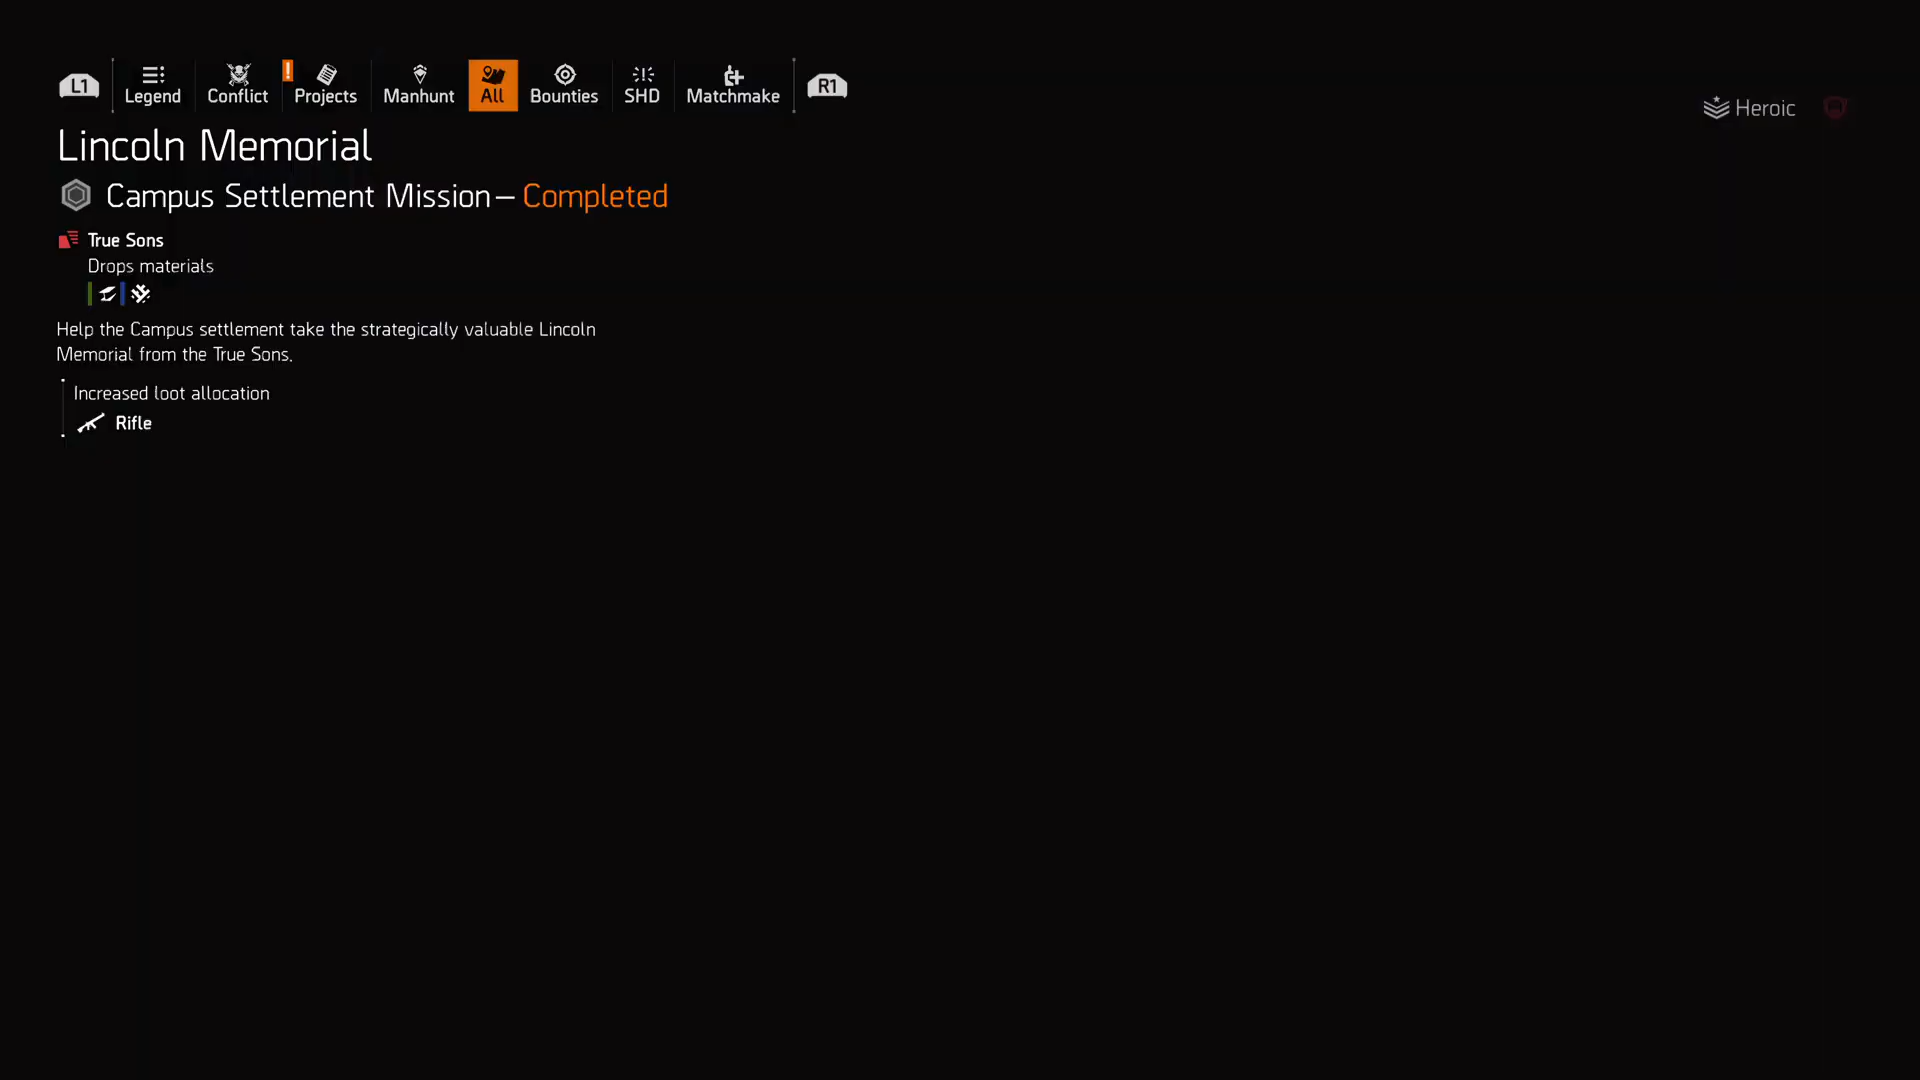 L1 Legend Conflict ! Projects Manhunt All Bounties SHD Matchmake R1
Heroic
Lincoln Memorial
Campus Settlement Mission — Completed
True Sons
Drops materials
Help the Campus settlement take the strategically valuable Lincoln
Memorial from the True Sons.
Increased loot allocation
Rifle